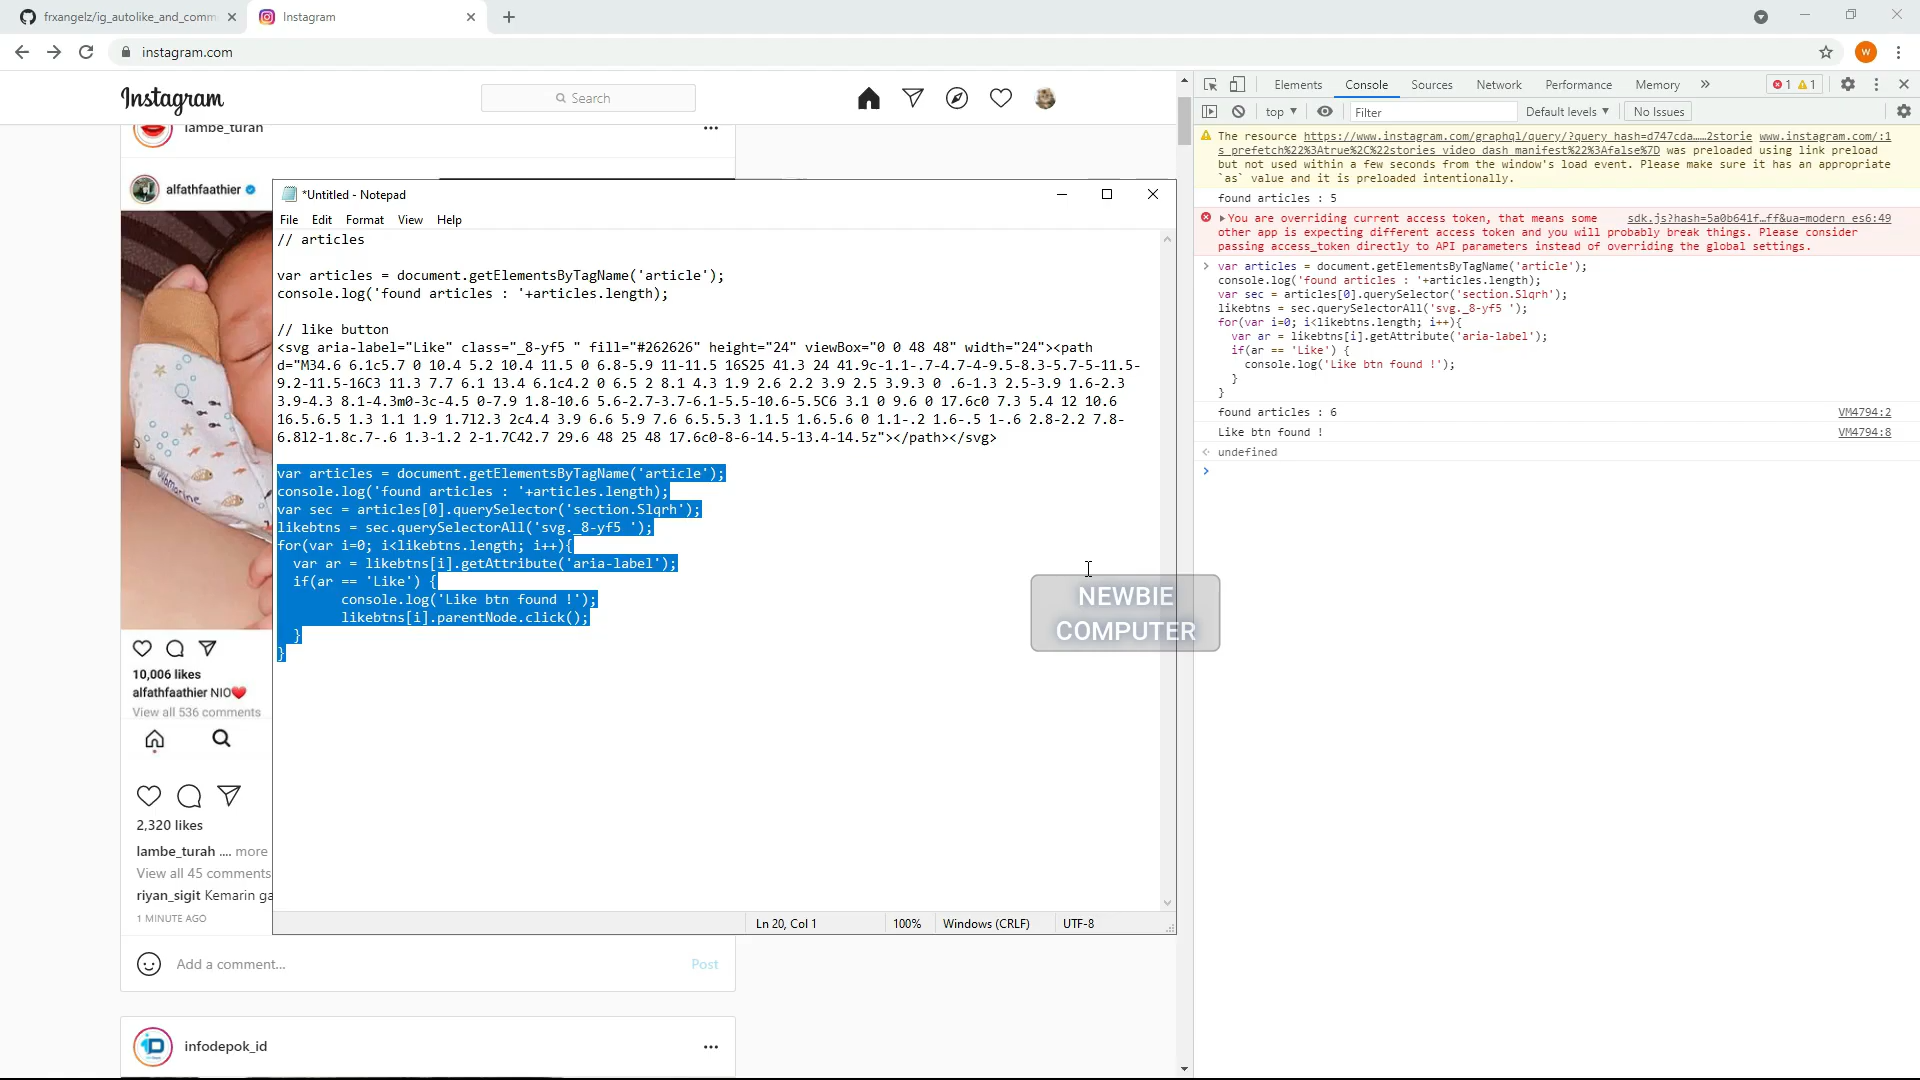 frxangelz/ig_autolike_and_comm
Instagram
instagram.com
W
Instagram
Search
lambe_turah
alfathfaathier
10,006 likes
alfathfaathier NIO❤️
View all 536 comments
2,320 likes
lambe_turah .... more
View all 45 comments
riyan_sigit Kemarin ga
1 MINUTE AGO
Add a comment...
Post
infodepok_id
*Untitled - Notepad
File Edit Format View Help
// articles
var articles = document.getElementsByTagName('article');
console.log('found articles : '+articles.length);
// like button
<svg aria-label="Like" class="_8-yf5 " fill="#262626" height="24" viewBox="0 0 48 48" width="24"><path
d="M34.6 6.1c5.7 0 10.4 5.2 10.4 11.5 0 6.8-5.9 11-11.5 16S25 41.3 24 41.9c-1.1-.7-4.7-4-9.5-8.3-5.7-5-11.5-
9.2-11.5-16C3 11.3 7.7 6.1 13.4 6.1c4.2 0 6.5 2 8.1 4.3 1.9 2.6 2.2 3.9 2.5 3.9.3 0 .6-1.3 2.5-3.9 1.6-2.3
3.9-4.3 8.1-4.3m0-3c-4.5 0-7.9 1.8-10.6 5.6-2.7-3.7-6.1-5.5-10.6-5.5C6 3.1 0 9.6 0 17.6c0 7.3 5.4 12 10.6
16.5.6.5 1.3 1.1 1.9 1.7l2.3 2c4.4 3.9 6.6 5.9 7.6 6.5.5.3 1.1.5 1.6.5.6 0 1.1-.2 1.6-.5 1-.6 2.8-2.2 7.8-
6.8l2-1.8c.7-.6 1.3-1.2 2-1.7C42.7 29.6 48 25 48 17.6c0-8-6-14.5-13.4-14.5z"></path></svg>
var articles = document.getElementsByTagName('article');
console.log('found articles : '+articles.length);
var sec = articles[0].querySelector('section.Slqrh');
likebtns = sec.querySelectorAll('svg._8-yf5 ');
for(var i=0; i<likebtns.length; i++){
var ar = likebtns[i].getAttribute('aria-label');
if(ar == 'Like') {
console.log('Like btn found !');
likebtns[i].parentNode.click();
}
}
Ln 20, Col 1
100%
Windows (CRLF)
UTF-8
NEWBIE
COMPUTER
Elements Console Sources Network Performance Memory
1 1
top
Filter
Default levels
No Issues
The resource https://www.instagram.com/graphql/query/?query_hash=d747cda……2storie www.instagram.com/:1
s_prefetch%22%3Atrue%2C%22stories_video_dash_manifest%22%3Afalse%7D was preloaded using link preload
but not used within a few seconds from the window's load event. Please make sure it has an appropriate
`as` value and it is preloaded intentionally.
found articles : 5
You are overriding current access token, that means some sdk.js?hash=5a0b641f…ff&ua=modern_es6:49
other app is expecting different access token and you will probably break things. Please consider
passing access_token directly to API parameters instead of overriding the global settings.
var articles = document.getElementsByTagName('article');
console.log('found articles : '+articles.length);
var sec = articles[0].querySelector('section.Slqrh');
likebtns = sec.querySelectorAll('svg._8-yf5 ');
for(var i=0; i<likebtns.length; i++){
var ar = likebtns[i].getAttribute('aria-label');
if(ar == 'Like') {
console.log('Like btn found !');
}
}
found articles : 6 VM4794:2
Like btn found ! VM4794:8
undefined